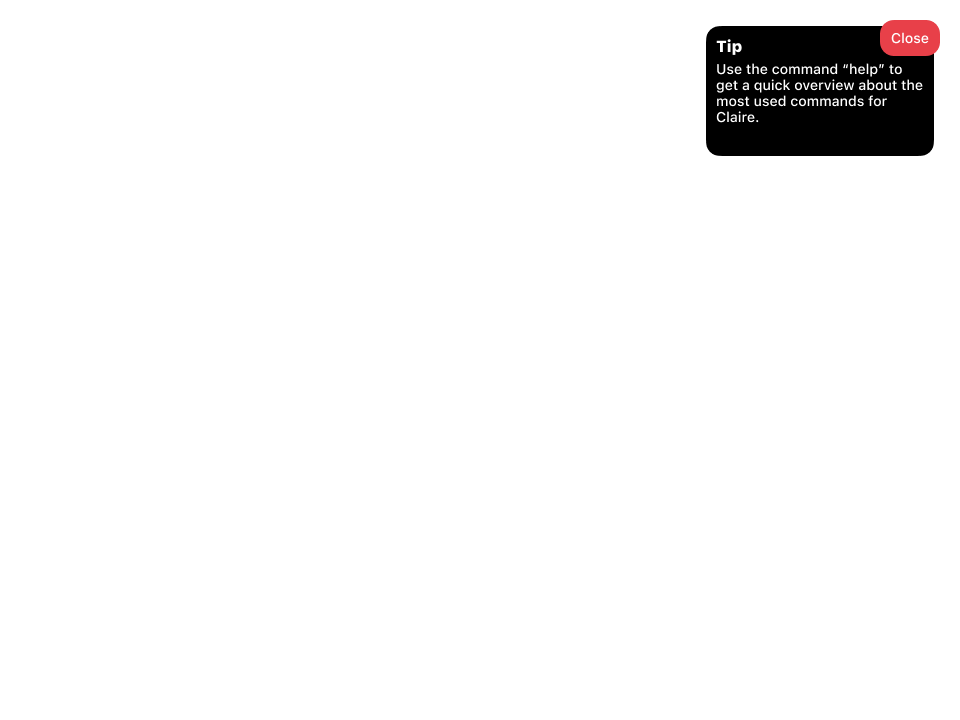 Close
Tip
Use the command “help” to
get a quick overview about the
most used commands for
Claire.